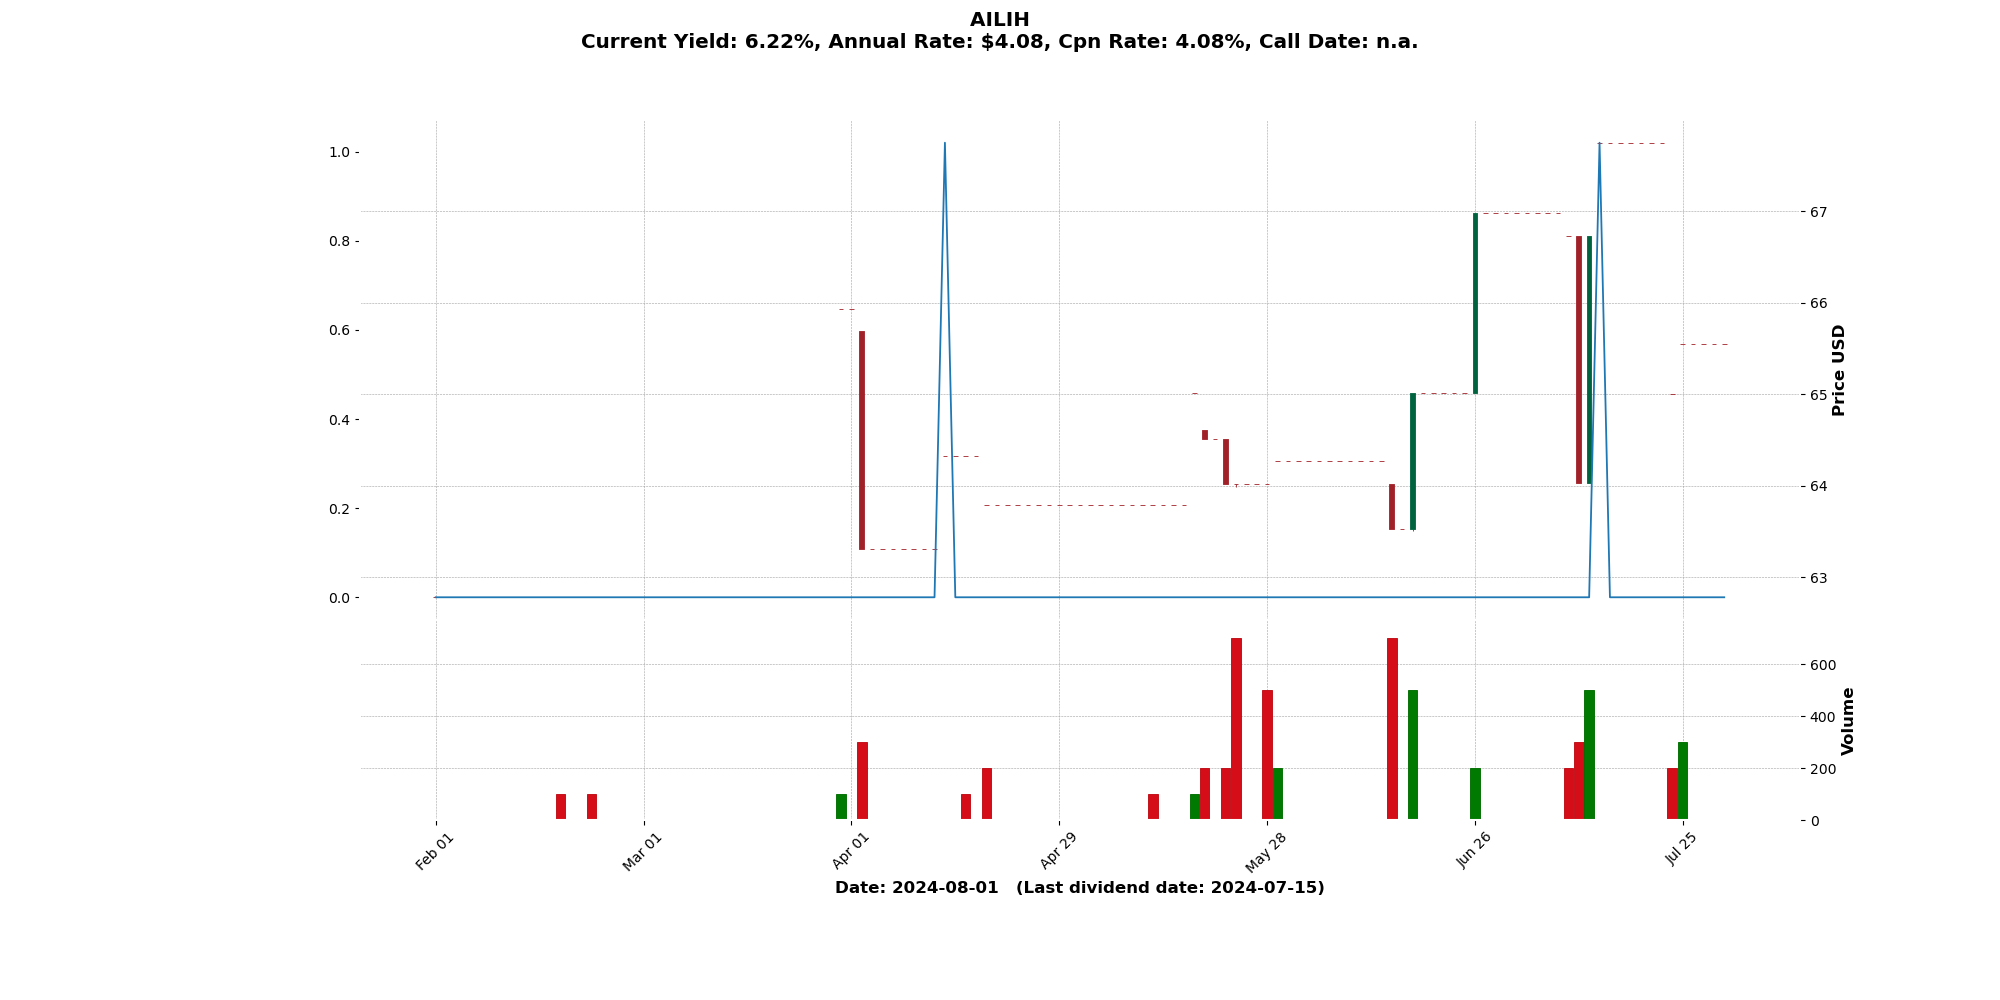 AILIH
Current Yield: 6.22%, Annual Rate: $4.08, Cpn Rate: 4.08%, Call Date: n.a.
1.0
0.8
0.6
0.4
0.2
0.0
67
66
65
64
63
Price USD
600
400
200
0
Volume
Feb 01
Mar 01
Apr 01
Apr 29
May 28
Jun 26
Jul 25
Date: 2024-08-01 (Last dividend date: 2024-07-15)